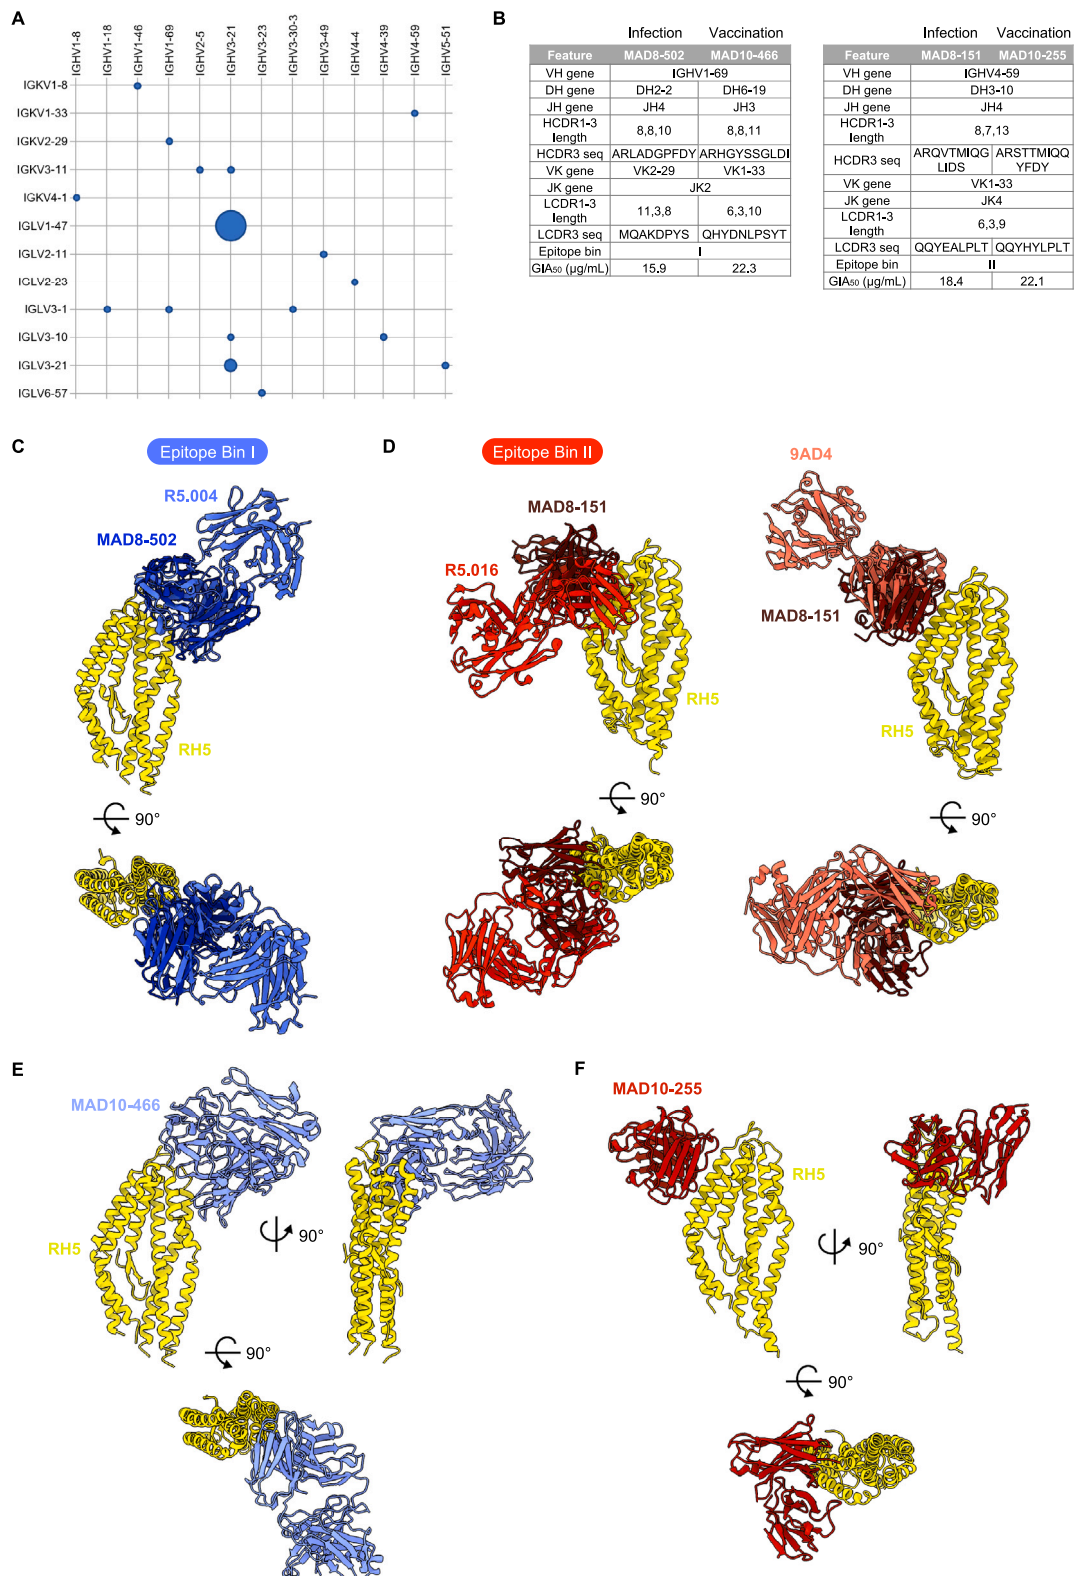 A
IGHV1-8
IGHV1-18
IGHV1-46
IGHV1-69
IGHV2-5
IGHV3-21
IGHV3-23
IGHV3-30-3
IGHV3-49
IGHV4-4
IGHV4-39
IGHV4-59
IGHV5-51
IGKV1-8
IGKV1-33
IGKV2-29
IGKV3-11
IGKV4-1
IGLV1-47
IGLV2-11
IGLV2-23
IGLV3-1
IGLV3-10
IGLV3-21
IGLV6-57
B
Infection Vaccination
Feature MAD8-502 MAD10-466
VH gene IGHV1-69
DH gene DH2-2 DH6-19
JH gene JH4 JH3
HCDR1-3
length 8,8,10 8,8,11
HCDR3 seq ARLADGPFDY ARHGYSSGLDI
VK gene VK2-29 VK1-33
JK gene JK2
LCDR1-3
length 11,3,8 6,3,10
LCDR3 seq MQAKDPYS QHYDNLPSYT
Epitope bin I
GIA₅₀ (µg/mL) 15.9 22.3
Infection Vaccination
Feature MAD8-151 MAD10-255
VH gene IGHV4-59
DH gene DH3-10
JH gene JH4
HCDR1-3
length 8,7,13
HCDR3 seq ARQVTMIQG ARSTTMIQQ
LIDS YFDY
VK gene VK1-33
JK gene JK4
LCDR1-3
length 6,3,9
LCDR3 seq QQYEALPLT QQYHYLPLT
Epitope bin II
GIA₅₀ (µg/mL) 18.4 22.1
C
Epitope Bin I
R5.004
MAD8-502
RH5
90°
D
Epitope Bin II
MAD8-151
R5.016
RH5
90°
9AD4
MAD8-151
RH5
90°
E
MAD10-466
RH5
90°
90°
F
MAD10-255
RH5
90°
90°